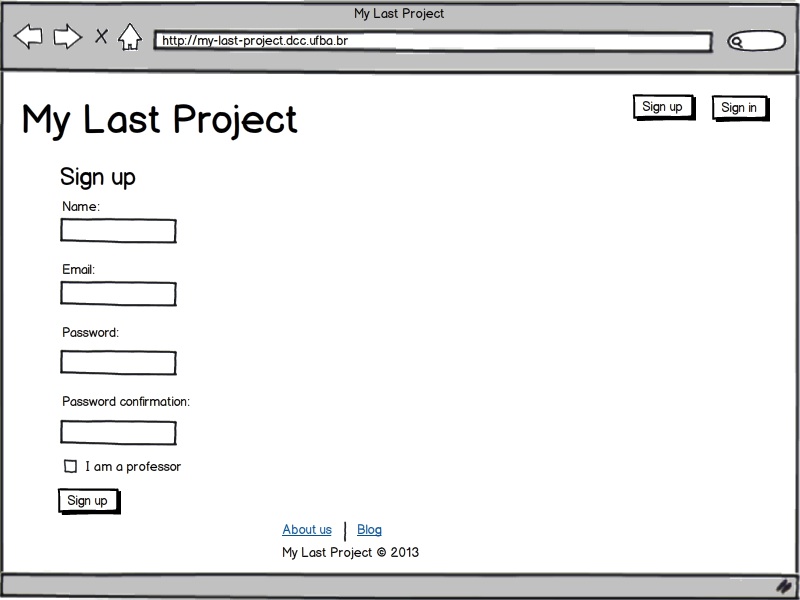 My Last Project
http://my-last-project.dcc.ufba.br
My Last Project
Sign up
Sign in
Sign up
Name:
Email:
Password:
Password confirmation:
I am a professor
Sign up
About us | Blog
My Last Project © 2013